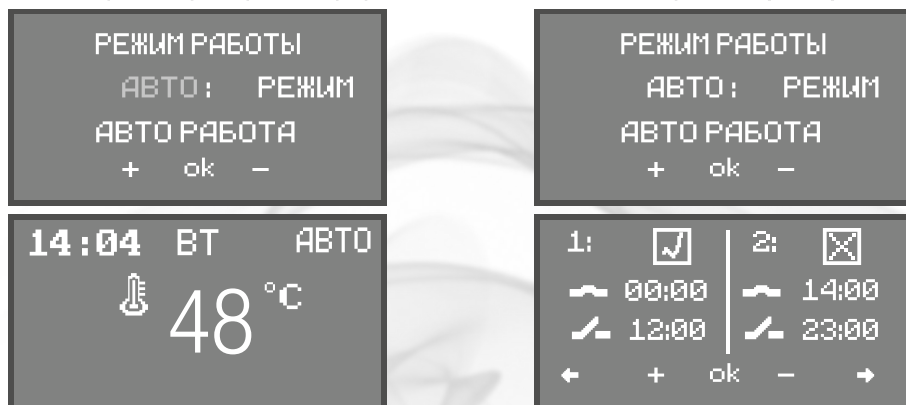 РЕЖИМ РАБОТЫ
АВТО: РЕЖИМ
АВТО РАБОТА
+ ok −
РЕЖИМ РАБОТЫ
АВТО: РЕЖИМ
АВТО РАБОТА
+ ok −
14:04 ВТ АВТО
48°C
1: 2:
00:00 14:00
12:00 23:00
← + ok − →